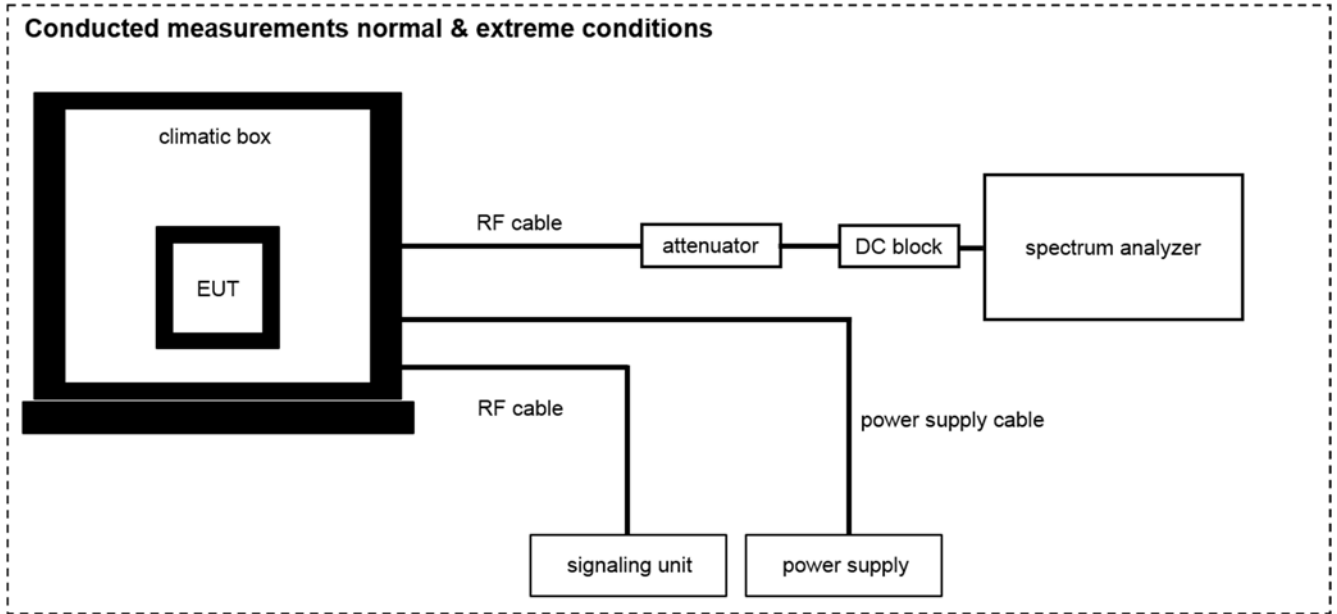 Conducted measurements normal & extreme conditions
climatic box
RF cable
attenuator
DC block
spectrum analyzer
EUT
RF cable
power supply cable
signaling unit
power supply